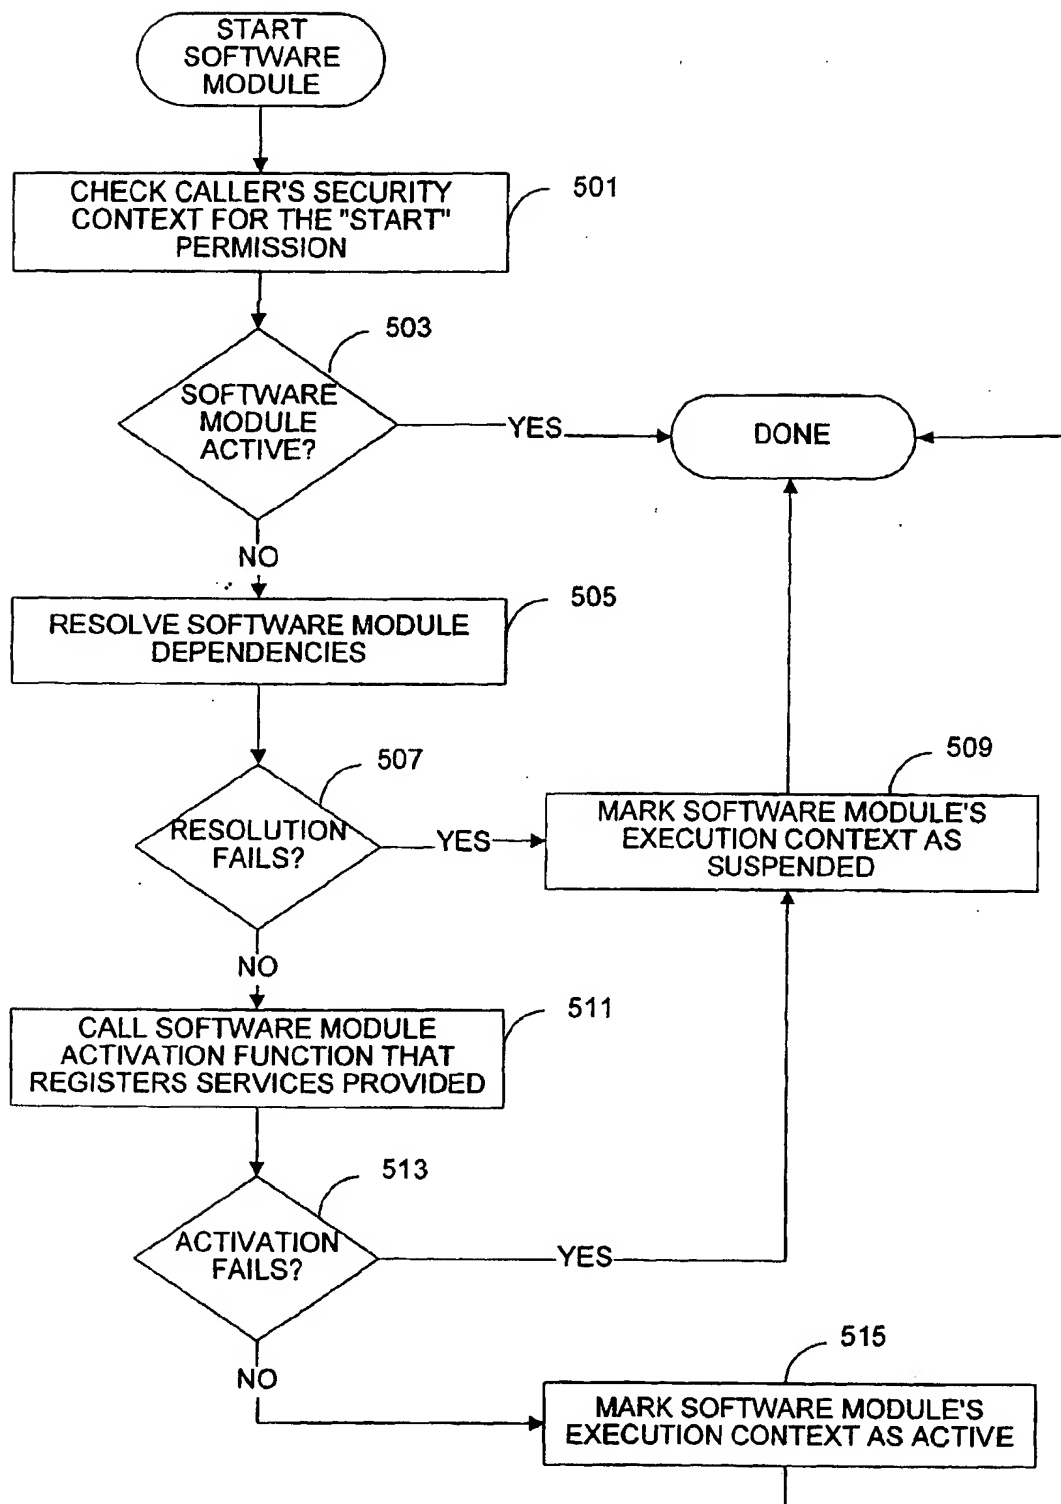 START
SOFTWARE
MODULE
CHECK CALLER'S SECURITY
CONTEXT FOR THE "START"
PERMISSION
501
503
SOFTWARE
MODULE
ACTIVE?
YES
DONE
NO
505
RESOLVE SOFTWARE MODULE
DEPENDENCIES
507
RESOLUTION
FAILS?
YES
509
MARK SOFTWARE MODULE'S
EXECUTION CONTEXT AS
SUSPENDED
NO
511
CALL SOFTWARE MODULE
ACTIVATION FUNCTION THAT
REGISTERS SERVICES PROVIDED
513
ACTIVATION
FAILS?
YES
NO
515
MARK SOFTWARE MODULE'S
EXECUTION CONTEXT AS ACTIVE